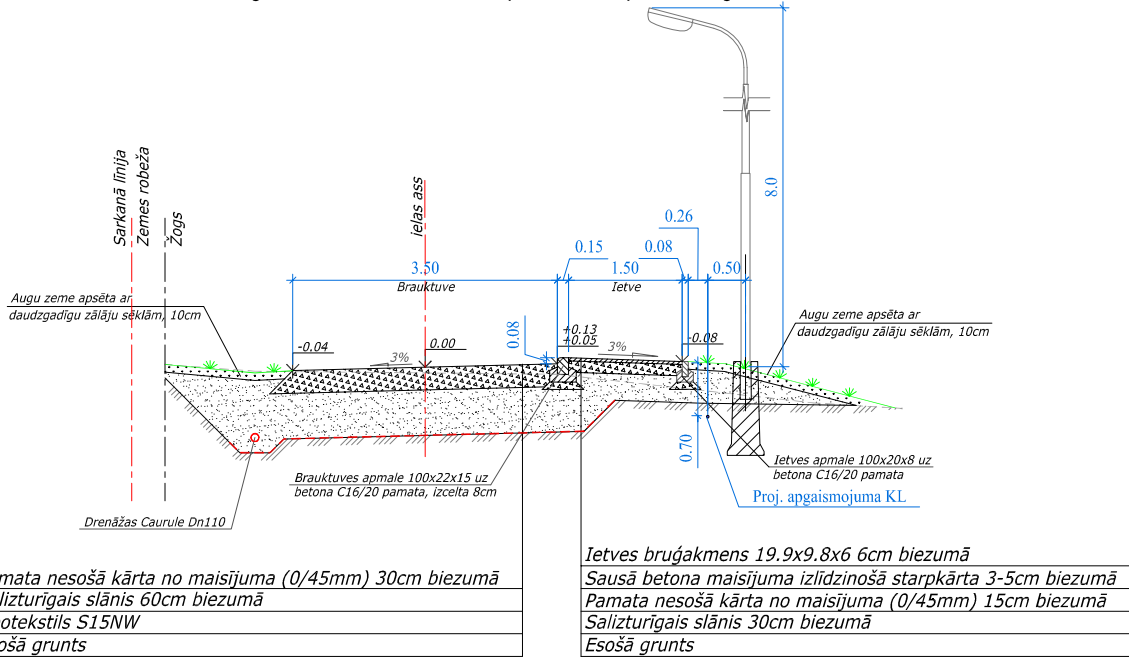 8.0
Sarkanā līnija
Zemes robeža
Žogs
ielas ass
0.26
0.15
0.08
3.50
1.50
0.50
Brauktuve
Ietve
Augu zeme apsēta ar
daudzgadīgu zālāju sēklām, 10cm
Augu zeme apsēta ar
daudzgadīgu zālāju sēklām, 10cm
-0.04
3%
0.00
0.08
+0.13
+0.05
3%
-0.08
0.70
Brauktuves apmale 100x22x15 uz
betona C16/20 pamata, izcelta 8cm
Ietves apmale 100x20x8 uz
betona C16/20 pamata
Proj. apgaismojuma KL
Drenāžas Caurule Dn110
nesošā kārta no maisījuma (0/45mm) 30cm biezumā
slānis 60cm biezumā
S15NW
grunts
Ietves bruģakmens 19.9x9.8x6 6cm biezumā
Sausā betona maisījuma izlīdzinošā starpkārta 3-5cm biezumā
Pamata nesošā kārta no maisījuma (0/45mm) 15cm biezumā
Salizturīgais slānis 30cm biezumā
Esošā grunts